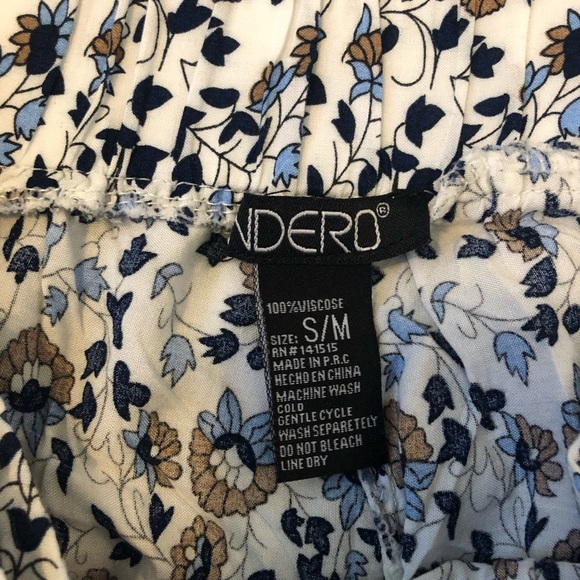 NDERO®
100%VISCOSE
SIZE: S/M
RN#141515
MADE IN P.R.C
HECHO EN CHINA
MACHINE WASH
COLD
GENTLE CYCLE
WASH SEPARETELY
DO NOT BLEACH
LINE DRY